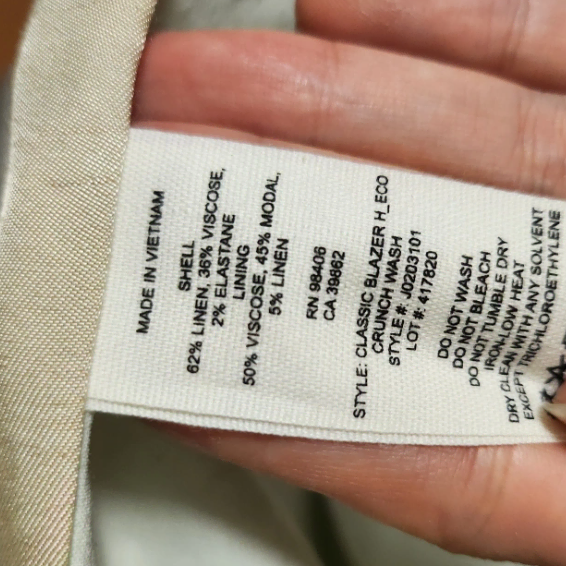 MADE IN VIETNAM
SHELL
62% LINEN, 36% VISCOSE,
2% ELASTANE
LINING
50% VISCOSE, 45% MODAL,
5% LINEN
RN 98406
CA 39862
STYLE: CLASSIC BLAZER H_ECO
CRUNCH WASH
STYLE #: J0203101
LOT #: 417820
DO NOT WASH
DO NOT BLEACH
DO NOT TUMBLE DRY
IRON LOW HEAT
DRY CLEAN WITH ANY SOLVENT
EXCEPT TRICHLOROETHYLENE